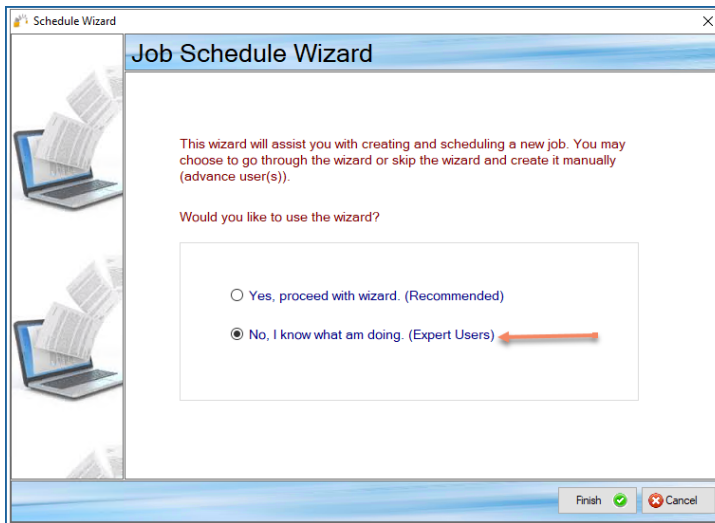 Schedule Wizard
Job Schedule Wizard
This wizard will assist you with creating and scheduling a new job. You may
choose to go through the wizard or skip the wizard and create it manually
(advance user(s)).
Would you like to use the wizard?
Yes, proceed with wizard. (Recommended)
No, I know what am doing. (Expert Users)
Finish Cancel